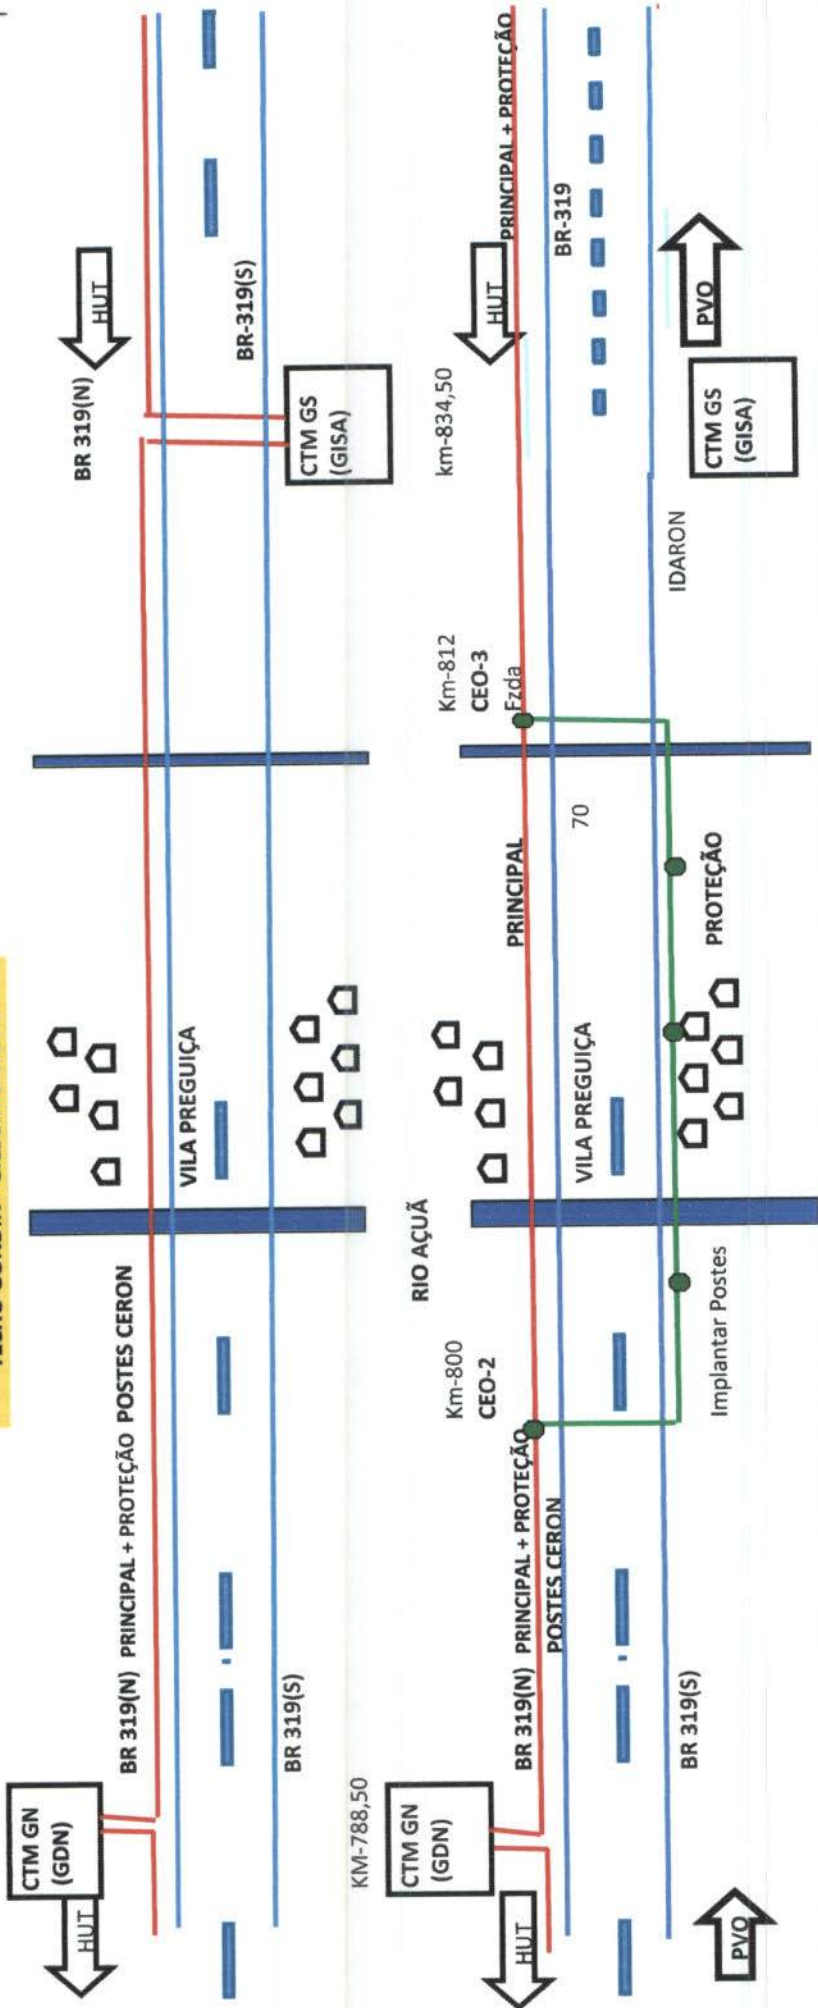 CTM GN
(GDN)
HUT
BR 319(N) PRINCIPAL + PROTEÇÃO POSTES CERON
BR 319(S)
VILA PREGUIÇA
BR 319(N)
HUT
BR-319(S)
CTM GS
(GISA)
KM-788,50
CTM GN
(GDN)
HUT
PVO
BR 319(N) PRINCIPAL + PROTEÇÃO
POSTES CERON
BR 319(S)
Km-800
CEO-2
Implantar Postes
RIO AÇUÃ
VILA PREGUIÇA
PRINCIPAL
70
PROTEÇÃO
Km-812
CEO-3
Fzda
IDARON
km-834,50
HUT
PRINCIPAL + PROTEÇÃO
BR-319
CTM GS
(GISA)
PVO